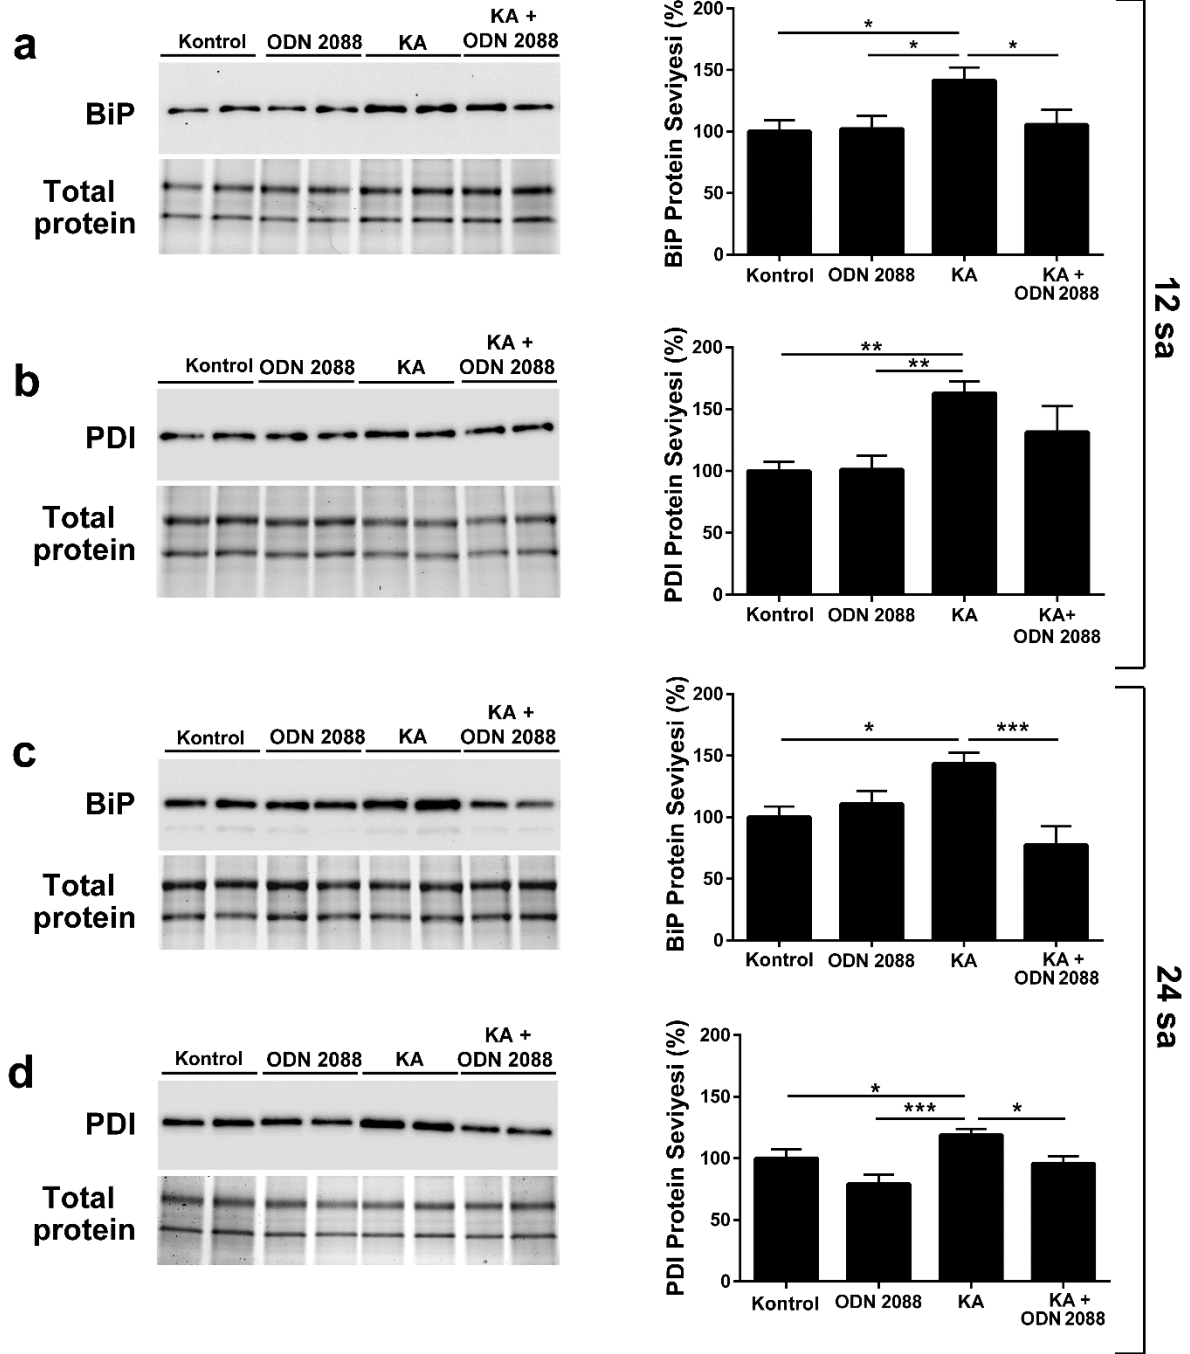 a
Kontrol ODN 2088 KA KA +
ODN 2088
BiP
Total
protein
BiP Protein Seviyesi (%)
200
150
100
50
0
*
* *
Kontrol ODN 2088 KA KA +
ODN 2088
12 sa
b
Kontrol ODN 2088 KA KA +
ODN 2088
PDI
Total
protein
PDI Protein Seviyesi (%)
200
150
100
50
0
**
**
Kontrol ODN 2088 KA KA+
ODN 2088
c
Kontrol ODN 2088 KA KA +
ODN 2088
BiP
Total
protein
BiP Protein Seviyesi (%)
200
150
100
50
0
* ***
Kontrol ODN 2088 KA KA +
ODN 2088
24 sa
d
Kontrol ODN 2088 KA KA +
ODN 2088
PDI
Total
protein
PDI Protein Seviyesi (%)
200
150
100
50
0
*
*** *
Kontrol ODN 2088 KA KA +
ODN 2088